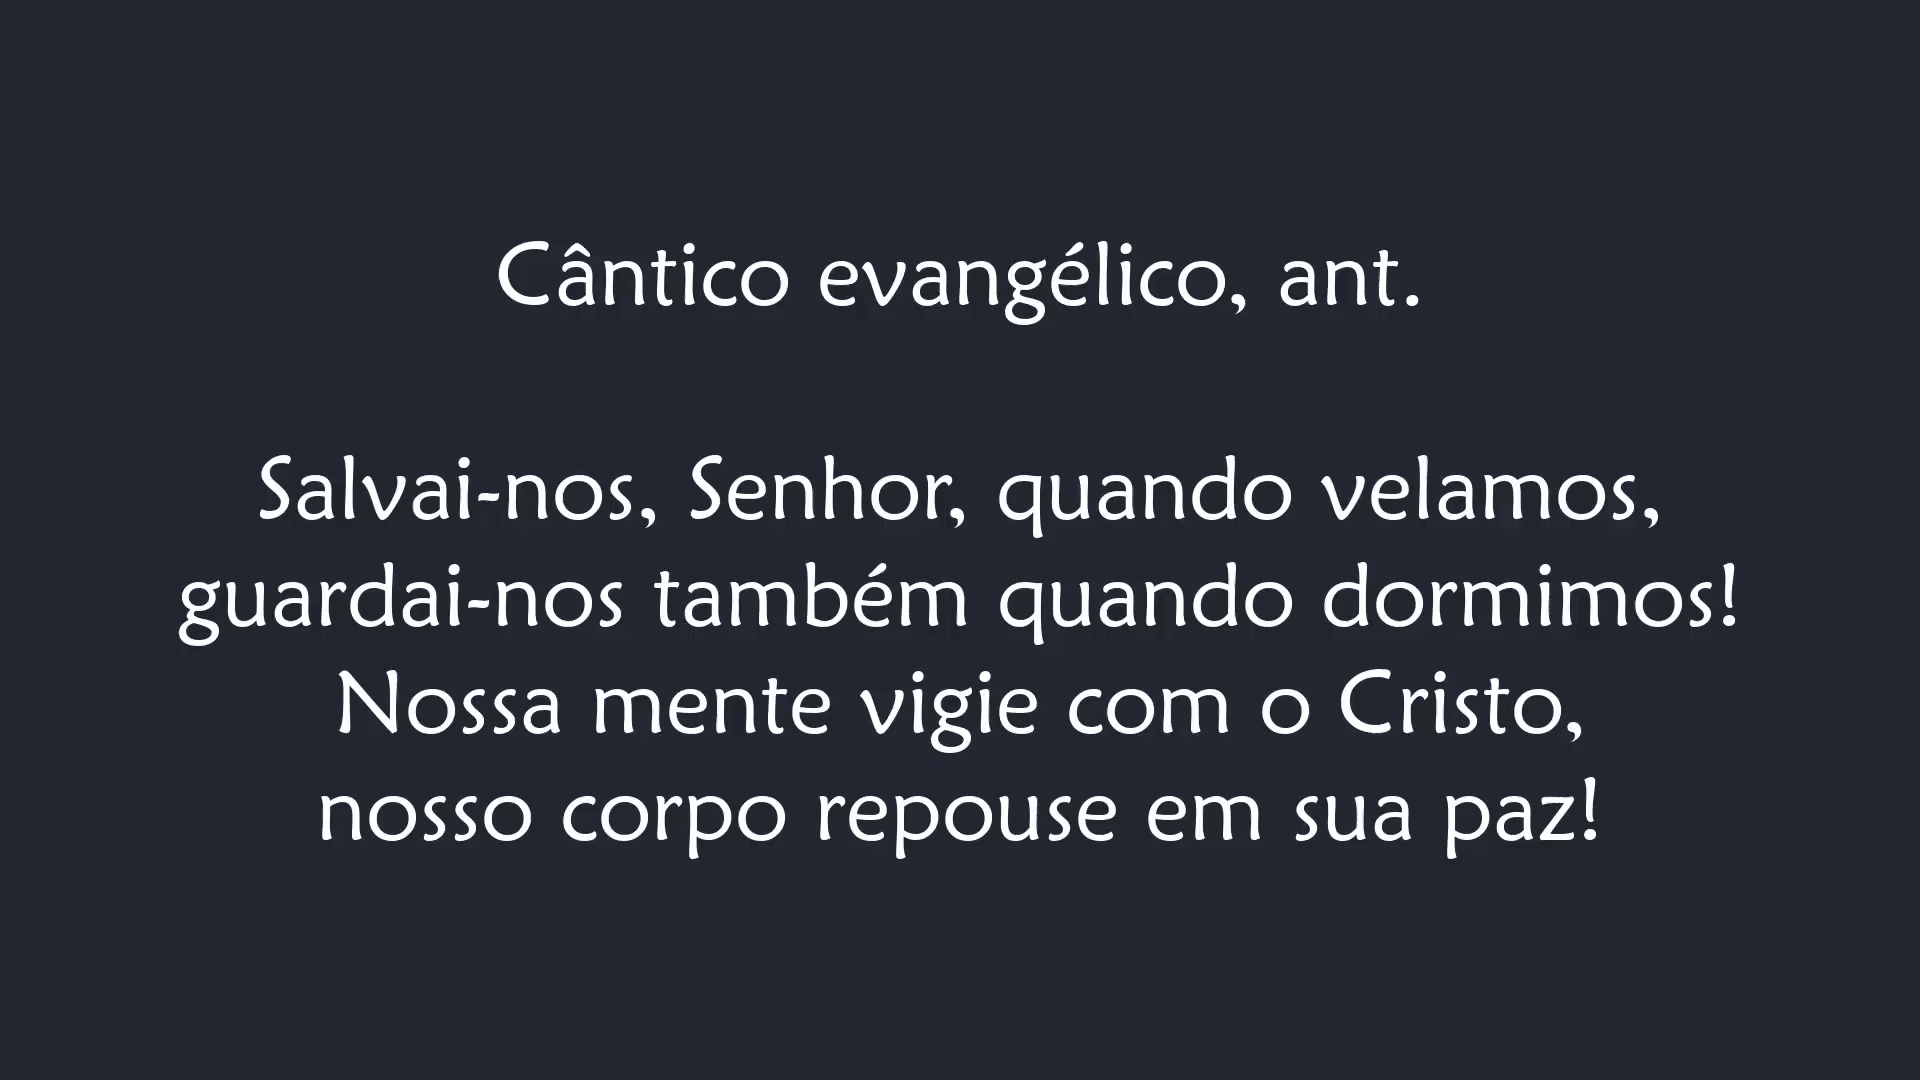 Cântico evangélico, ant.
Salvai-nos, Senhor, quando velamos,
guardai-nos também quando dormimos!
Nossa mente vigie com o Cristo,
nosso corpo repouse em sua paz!